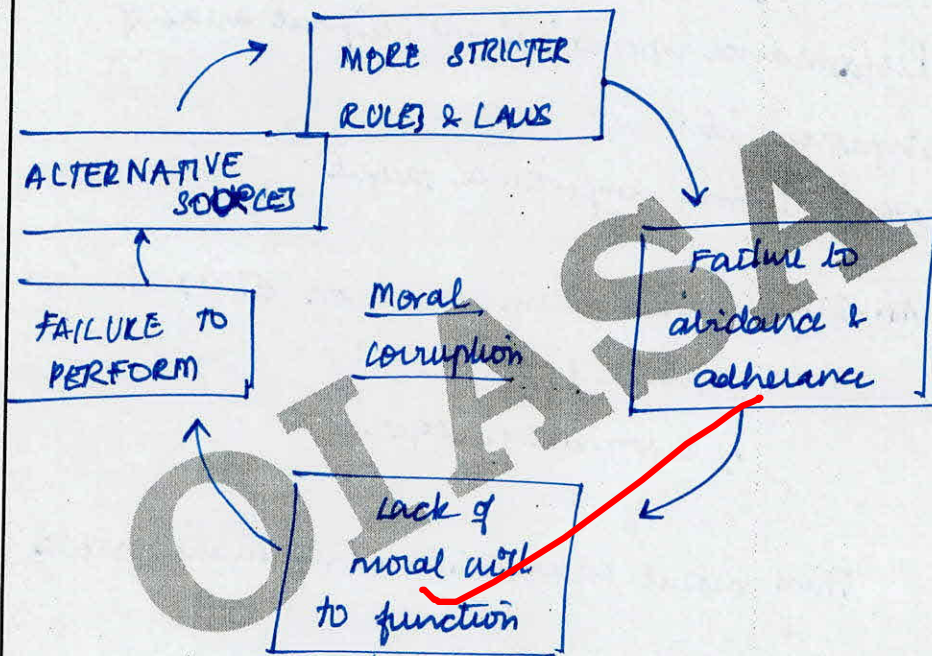 MORE STRICTER
RULES & LAWS
ALTERNATIVE
SOURCES
Failure to
abidance &
adherance
FAILURE TO
PERFORM
Moral
corruption
Lack of
moral will
to function
OIASA